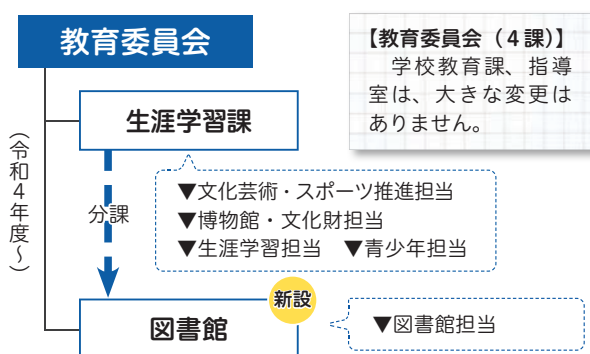 教育委員会
【教育委員会（４課）】
学校教育課、指導
室は、大きな変更は
ありません。
生涯学習課
（令和４年度〜）
分課
▼文化芸術・スポーツ推進担当
▼博物館・文化財担当
▼生涯学習担当　▼青少年担当
新設
図書館
▼図書館担当